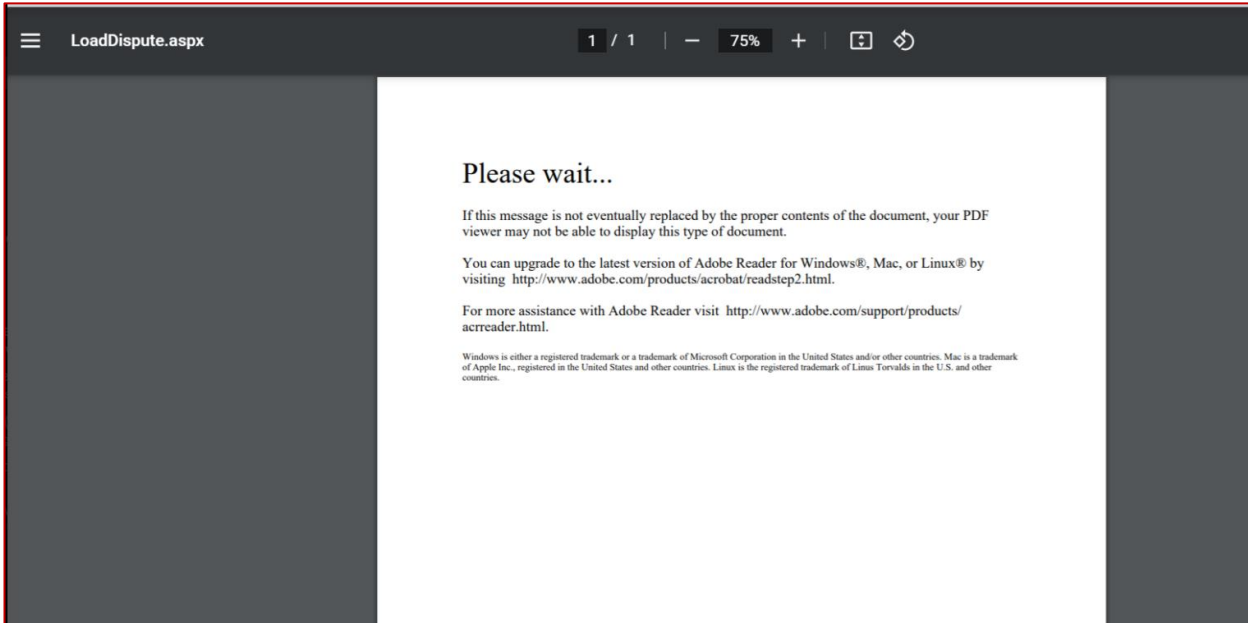 LoadDispute.aspx
1 / 1
75%
Please wait...
If this message is not eventually replaced by the proper contents of the document, your PDF
viewer may not be able to display this type of document.
You can upgrade to the latest version of Adobe Reader for Windows®, Mac, or Linux® by
visiting http://www.adobe.com/products/acrobat/readstep2.html.
For more assistance with Adobe Reader visit http://www.adobe.com/support/products/
acrreader.html.
Windows is either a registered trademark or a trademark of Microsoft Corporation in the United States and/or other countries. Mac is a trademark
of Apple Inc., registered in the United States and other countries. Linux is the registered trademark of Linus Torvalds in the U.S. and other
countries.